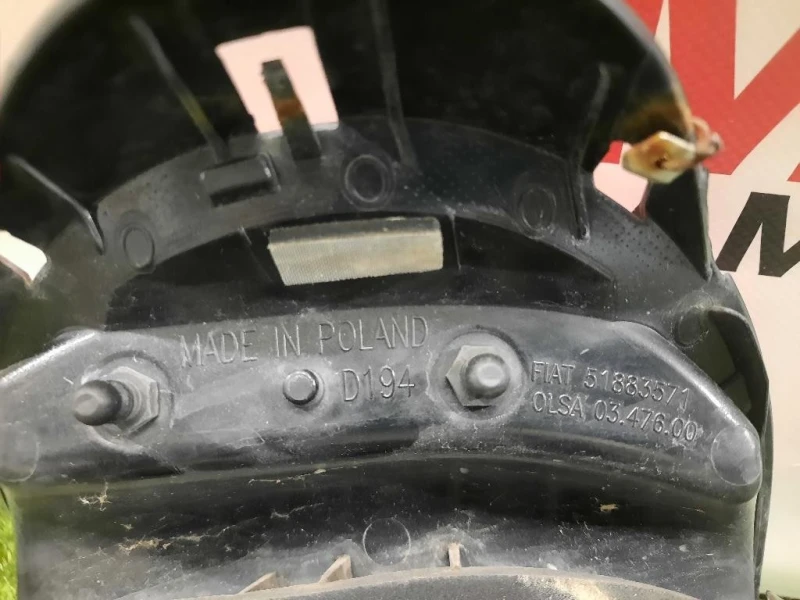 MADE IN POLAND
D194
FIAT 51883571
OLSA 03.476.00